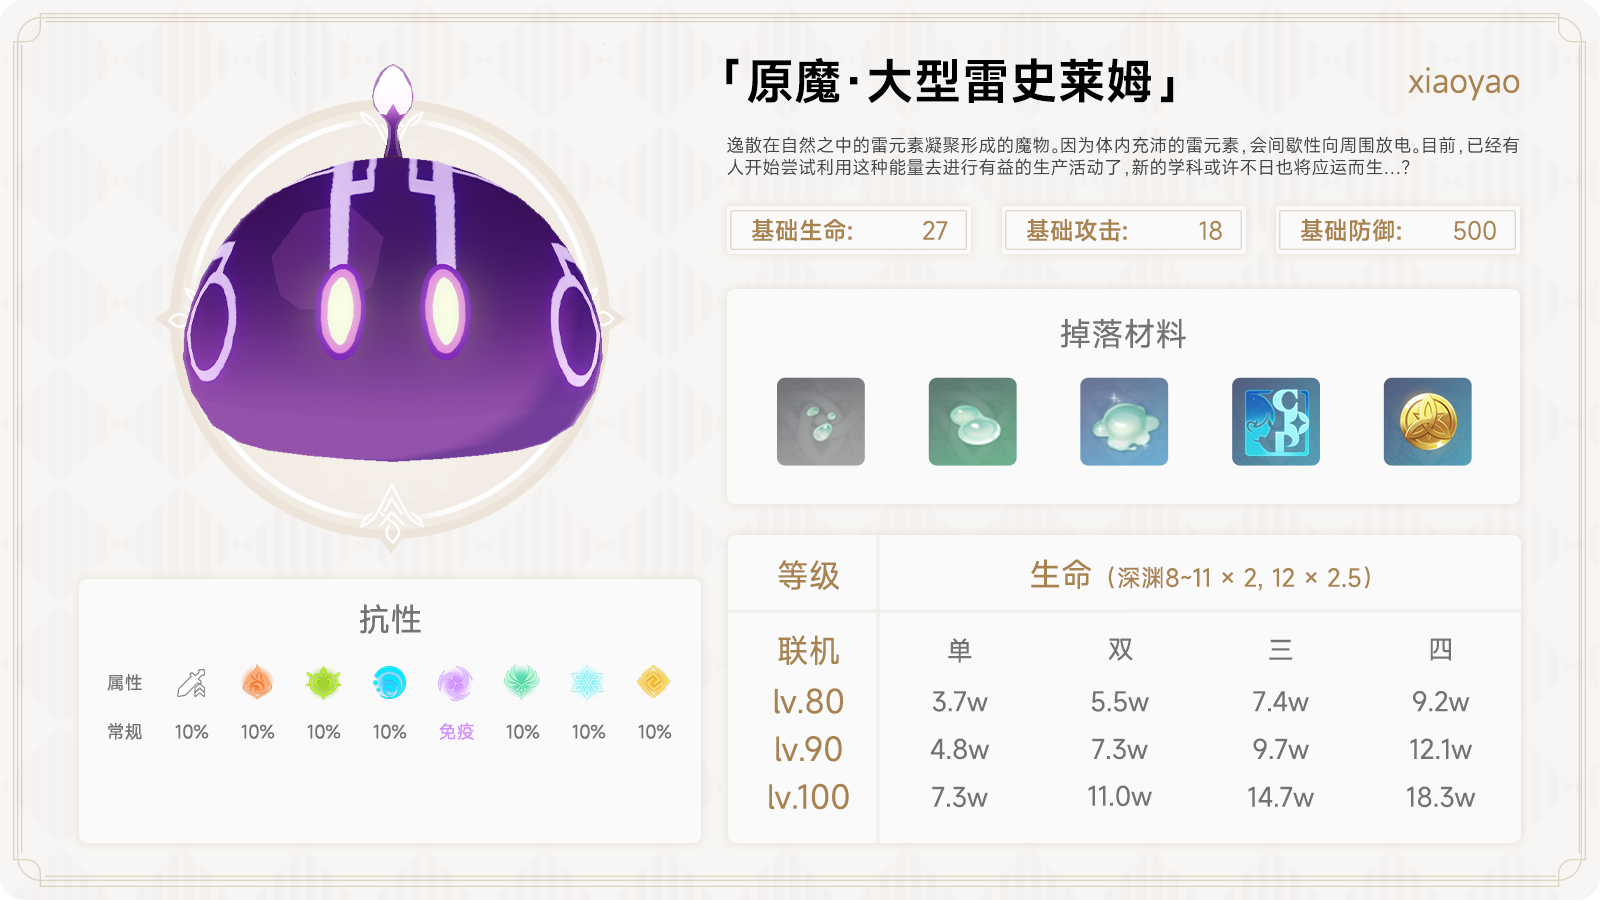 「原魔·大型雷史莱姆」
xiaoyao
逸散在自然之中的雷元素凝聚形成的魔物。因为体内充沛的雷元素,会间歇性向周围放电。目前,已经有
人开始尝试利用这种能量去进行有益的生产活动了,新的学科或许不日也将应运而生...?
基础生命: 27
基础攻击: 18
基础防御: 500
掉落材料
COP
等级 生命（深渊8~11 × 2, 12 × 2.5）
联机 单 双 三 四
lv.80 3.7w 5.5w 7.4w 9.2w
lv.90 4.8w 7.3w 9.7w 12.1w
lv.100 7.3w 11.0w 14.7w 18.3w
抗性
属性
常规 10% 10% 10% 10% 免疫 10% 10% 10%